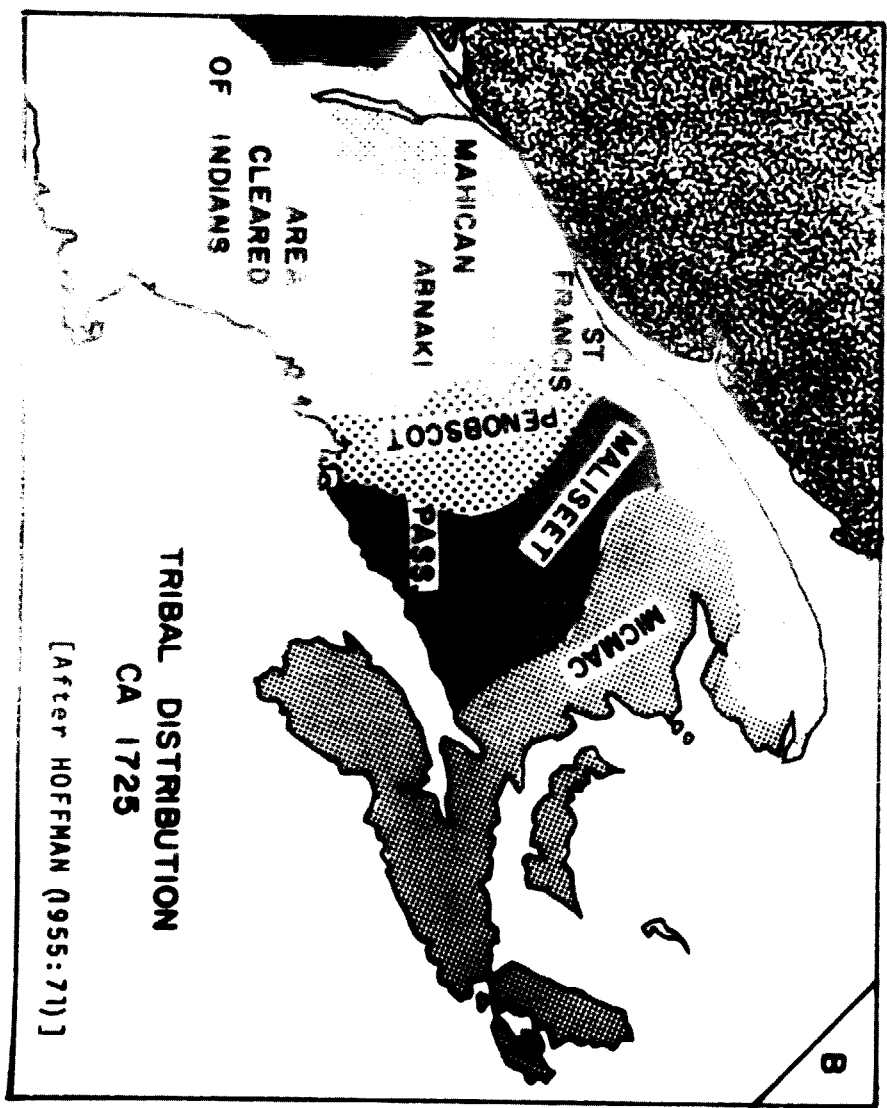 B
ST
FRANCIS
MAHICAN
ARNAKI
PENOBSCOT
MALISEET
PASS.
MICMAC
AREA
CLEARED
OF INDIANS
TRIBAL DISTRIBUTION
CA 1725
[After HOFFMAN (1955:71)]